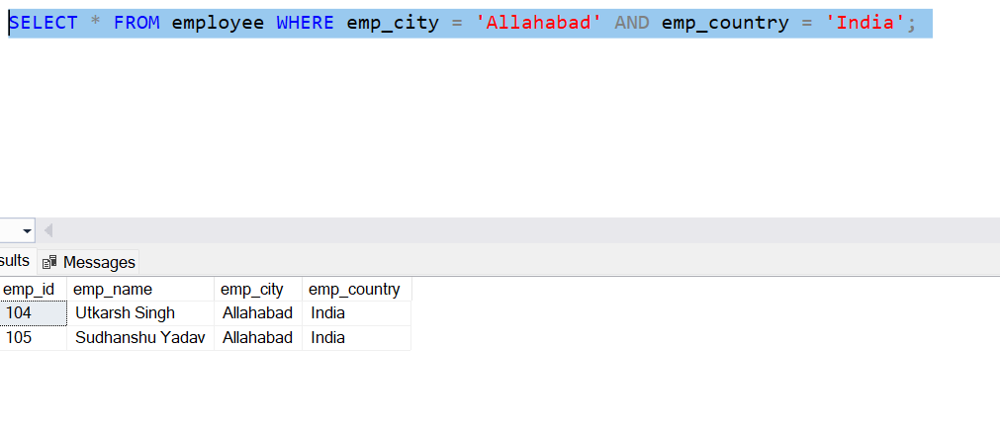 SELECT * FROM employee WHERE emp_city = 'Allahabad' AND emp_country = 'India';
sults Messages
emp_id emp_name emp_city emp_country
104 Utkarsh Singh Allahabad India
105 Sudhanshu Yadav Allahabad India